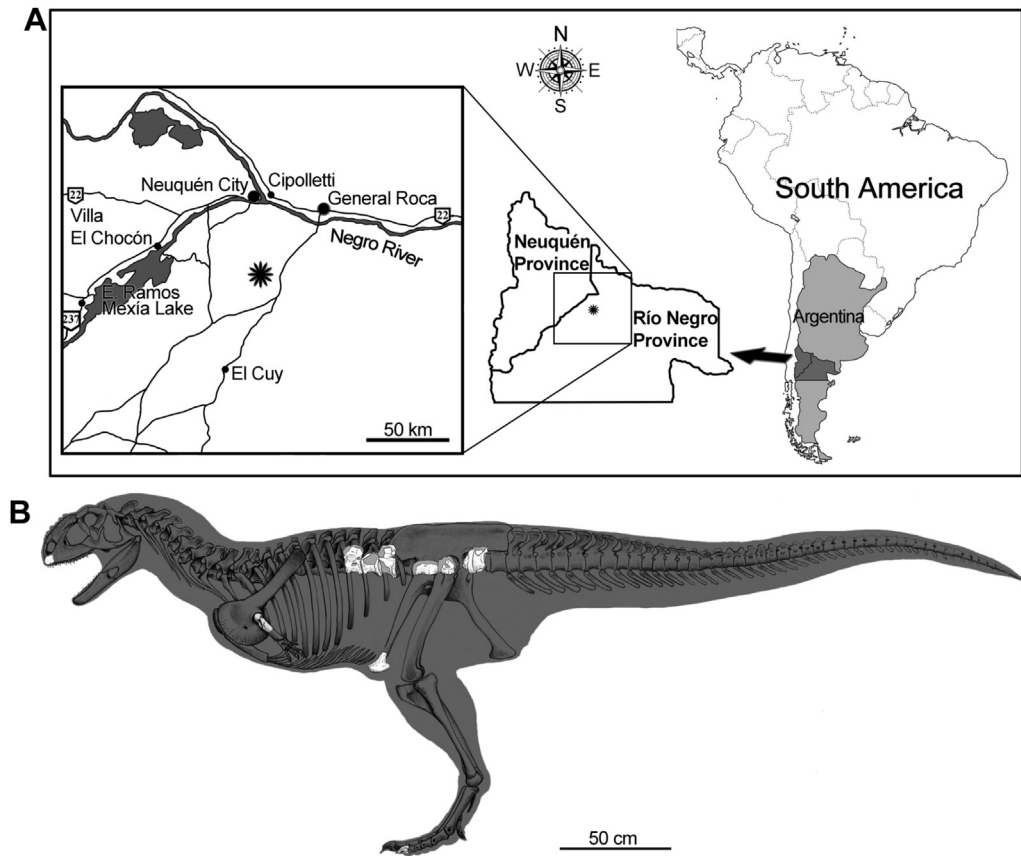 A
N
W E
S
South America
Argentina
Neuquén
Province
Río Negro
Province
Cipolletti
Neuquén City
General Roca
22
22
Villa
El Chocón
Negro River
E. Ramos
Mexía Lake
237
El Cuy
50 km
B
50 cm